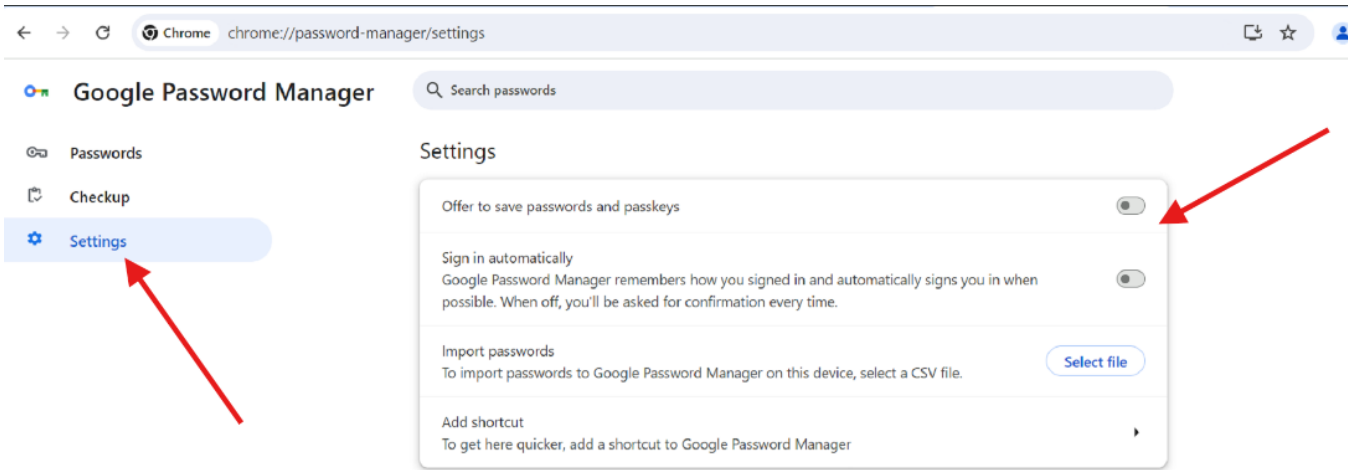 Chrome chrome://password-manager/settings
Google Password Manager
Search passwords
Passwords
Checkup
Settings
Settings
Offer to save passwords and passkeys
Sign in automatically
Google Password Manager remembers how you signed in and automatically signs you in when
possible. When off, you'll be asked for confirmation every time.
Import passwords
To import passwords to Google Password Manager on this device, select a CSV file.
Select file
Add shortcut
To get here quicker, add a shortcut to Google Password Manager